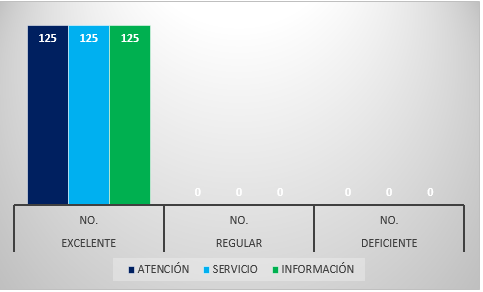 125 125 125
0 0 0 0 0 0
NO. NO. NO.
EXCELENTE REGULAR DEFICIENTE
ATENCIÓN SERVICIO INFORMACIÓN